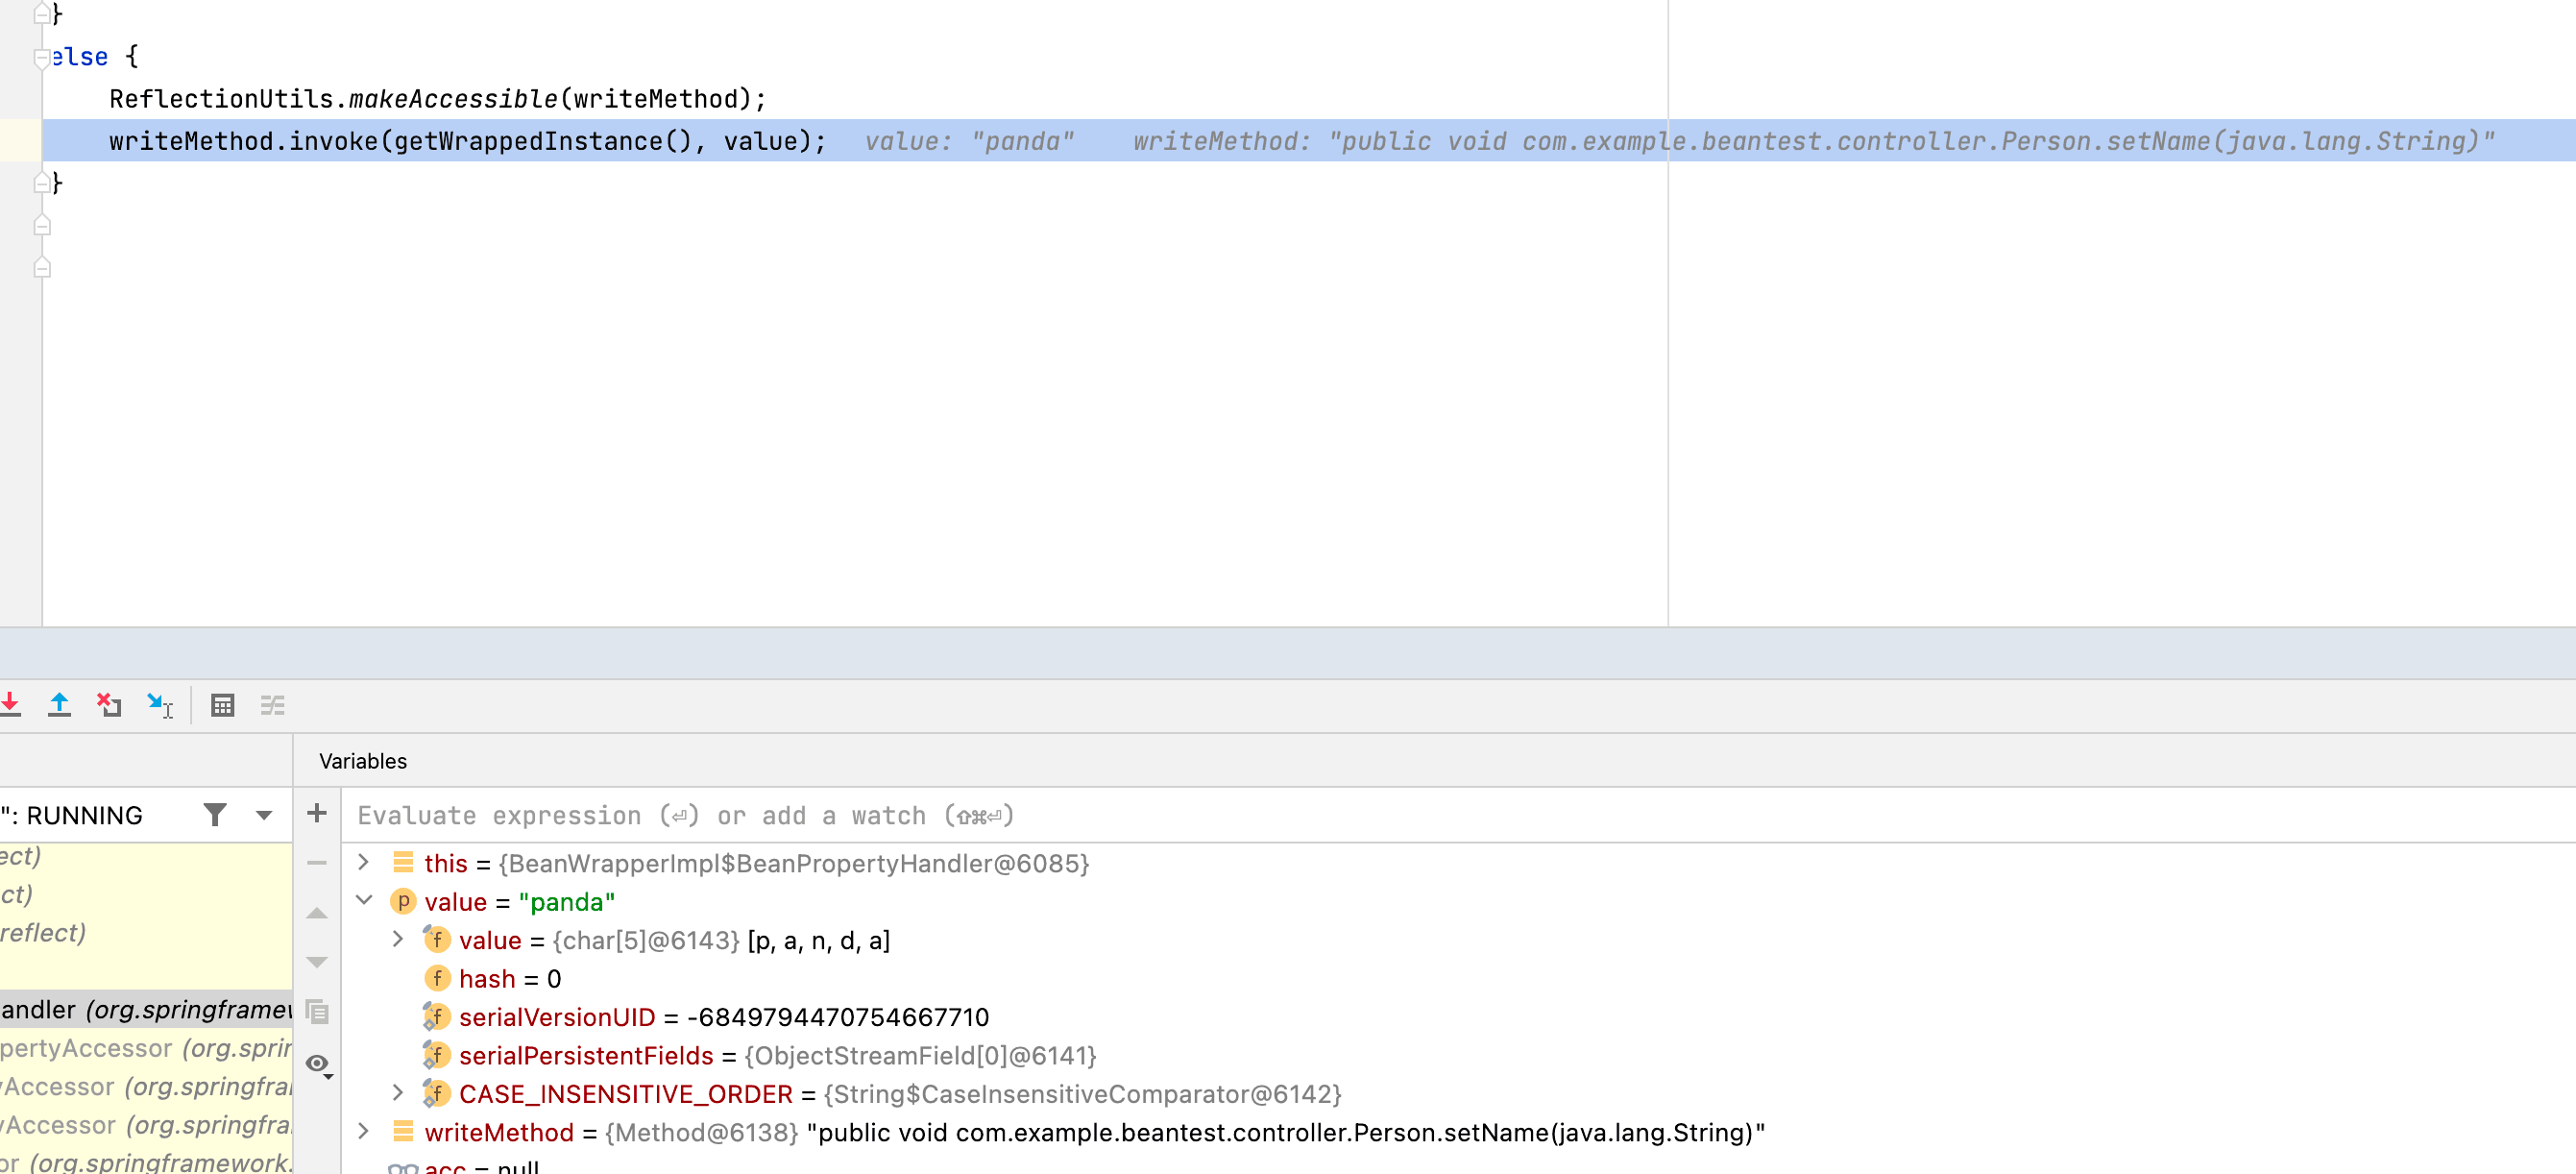 }
else {
ReflectionUtils.makeAccessible(writeMethod);
writeMethod.invoke(getWrappedInstance(), value); value: "panda" writeMethod: "public void com.example.beantest.controller.Person.setName(java.lang.String)"
}
Variables
": RUNNING
Evaluate expression (⏎) or add a watch (⇧⌘⏎)
ect)
ct)
reflect)
andler (org.springframew
pertyAccessor (org.sprin
yAccessor (org.springfra
yAccessor (org.springfra
or (org.springframework.
this = {BeanWrapperImpl$BeanPropertyHandler@6085}
p value = "panda"
f value = {char[5]@6143} [p, a, n, d, a]
f hash = 0
f serialVersionUID = -6849794470754667710
f serialPersistentFields = {ObjectStreamField[0]@6141}
f CASE_INSENSITIVE_ORDER = {String$CaseInsensitiveComparator@6142}
writeMethod = {Method@6138} "public void com.example.beantest.controller.Person.setName(java.lang.String)"
acc = null